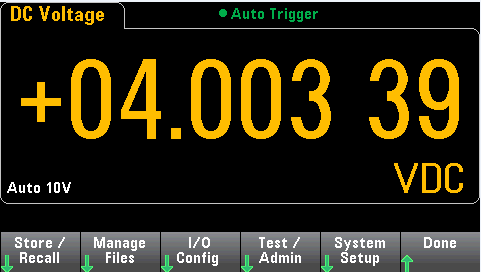 DC Voltage
Auto Trigger
+04.003 39
VDC
Auto 10V
Store / Recall
Manage Files
I/O Config
Test / Admin
System Setup
Done